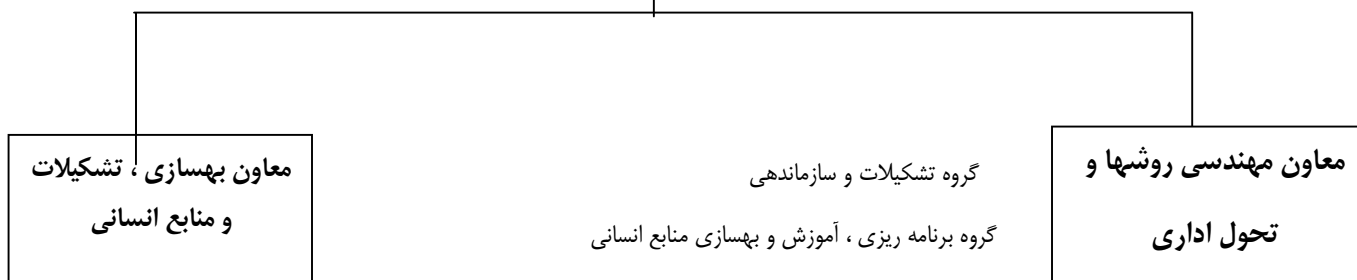 معاون مهندسی روشها و
تحول اداری
گروه تشکیلات و سازماندهی
گروه برنامه ریزی ، آموزش و بهسازی منابع انسانی
معاون بهسازی ، تشکیلات
و منابع انسانی